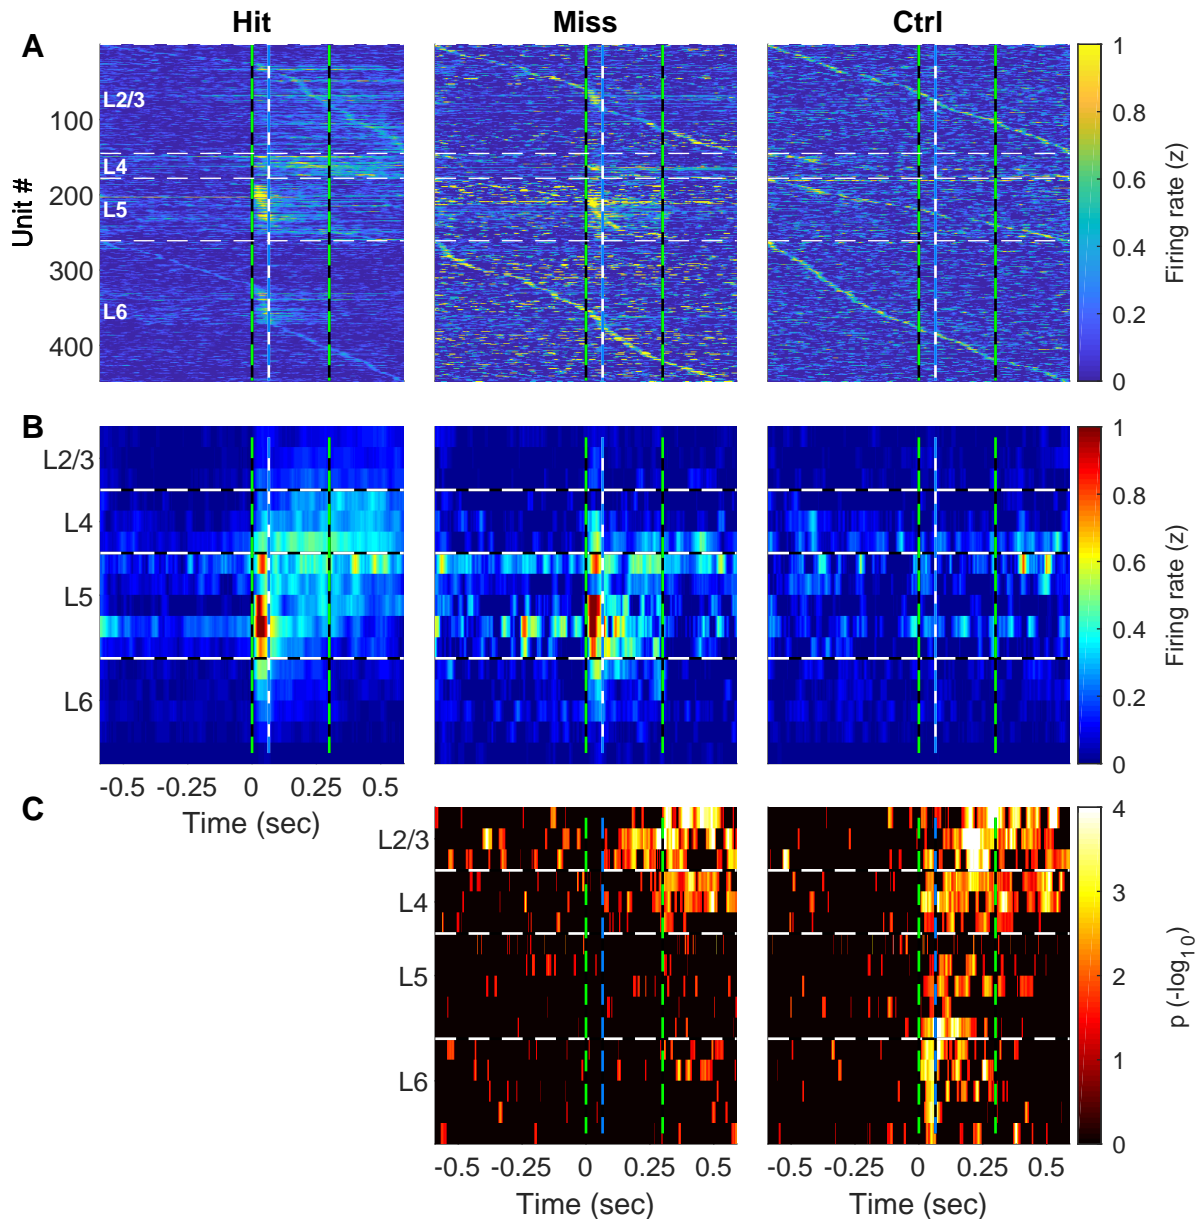 Hit Miss Ctrl
A
L2/3
L4
L5
L6
100
200
300
400
Unit #
1
0.8
0.6
0.4
0.2
0
Firing rate (z)
B
L2/3
L4
L5
L6
1
0.8
0.6
0.4
0.2
0
Firing rate (z)
-0.5 -0.25 0 0.25 0.5
Time (sec)
C
L2/3
L4
L5
L6
4
3
2
1
0
p (-log10)
-0.5 -0.25 0 0.25 0.5
-0.5 -0.25 0 0.25 0.5
Time (sec) Time (sec)